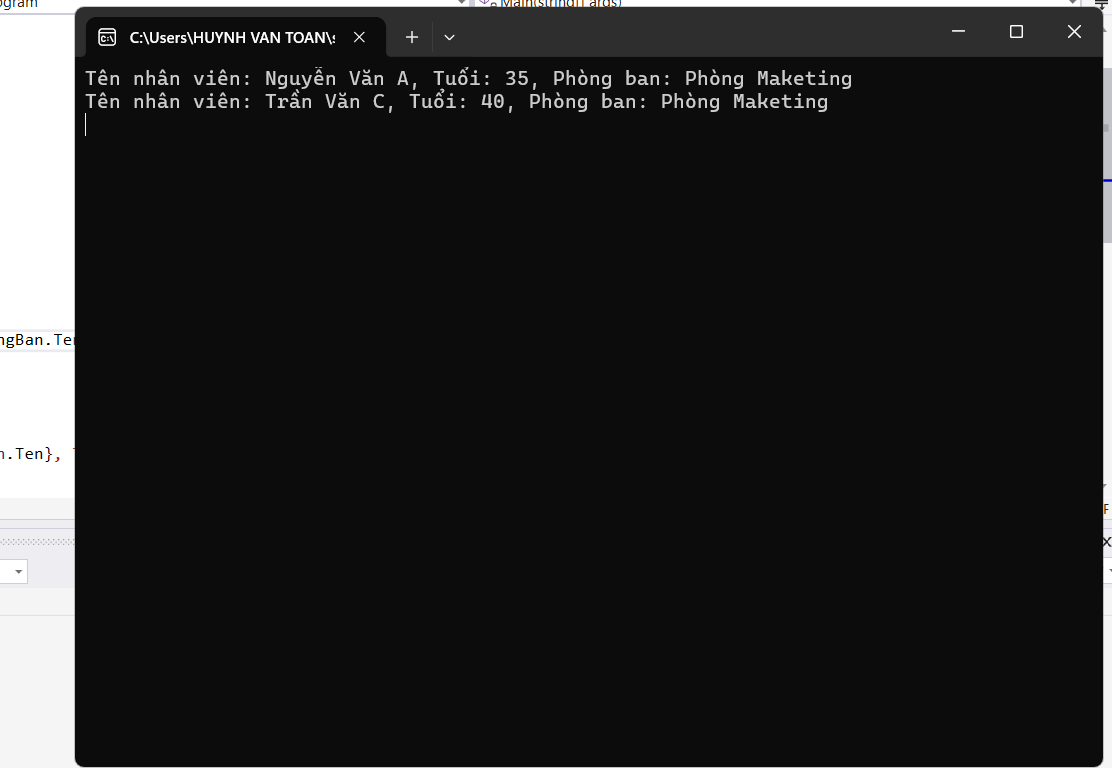 ogram
Main(string[] args)
C:\Users\HUYNH VAN TOAN\s
Tên nhân viên: Nguyễn Văn A, Tuổi: 35, Phòng ban: Phòng Maketing
Tên nhân viên: Trần Văn C, Tuổi: 40, Phòng ban: Phòng Maketing
ngBan.Ten
n.Ten},
F